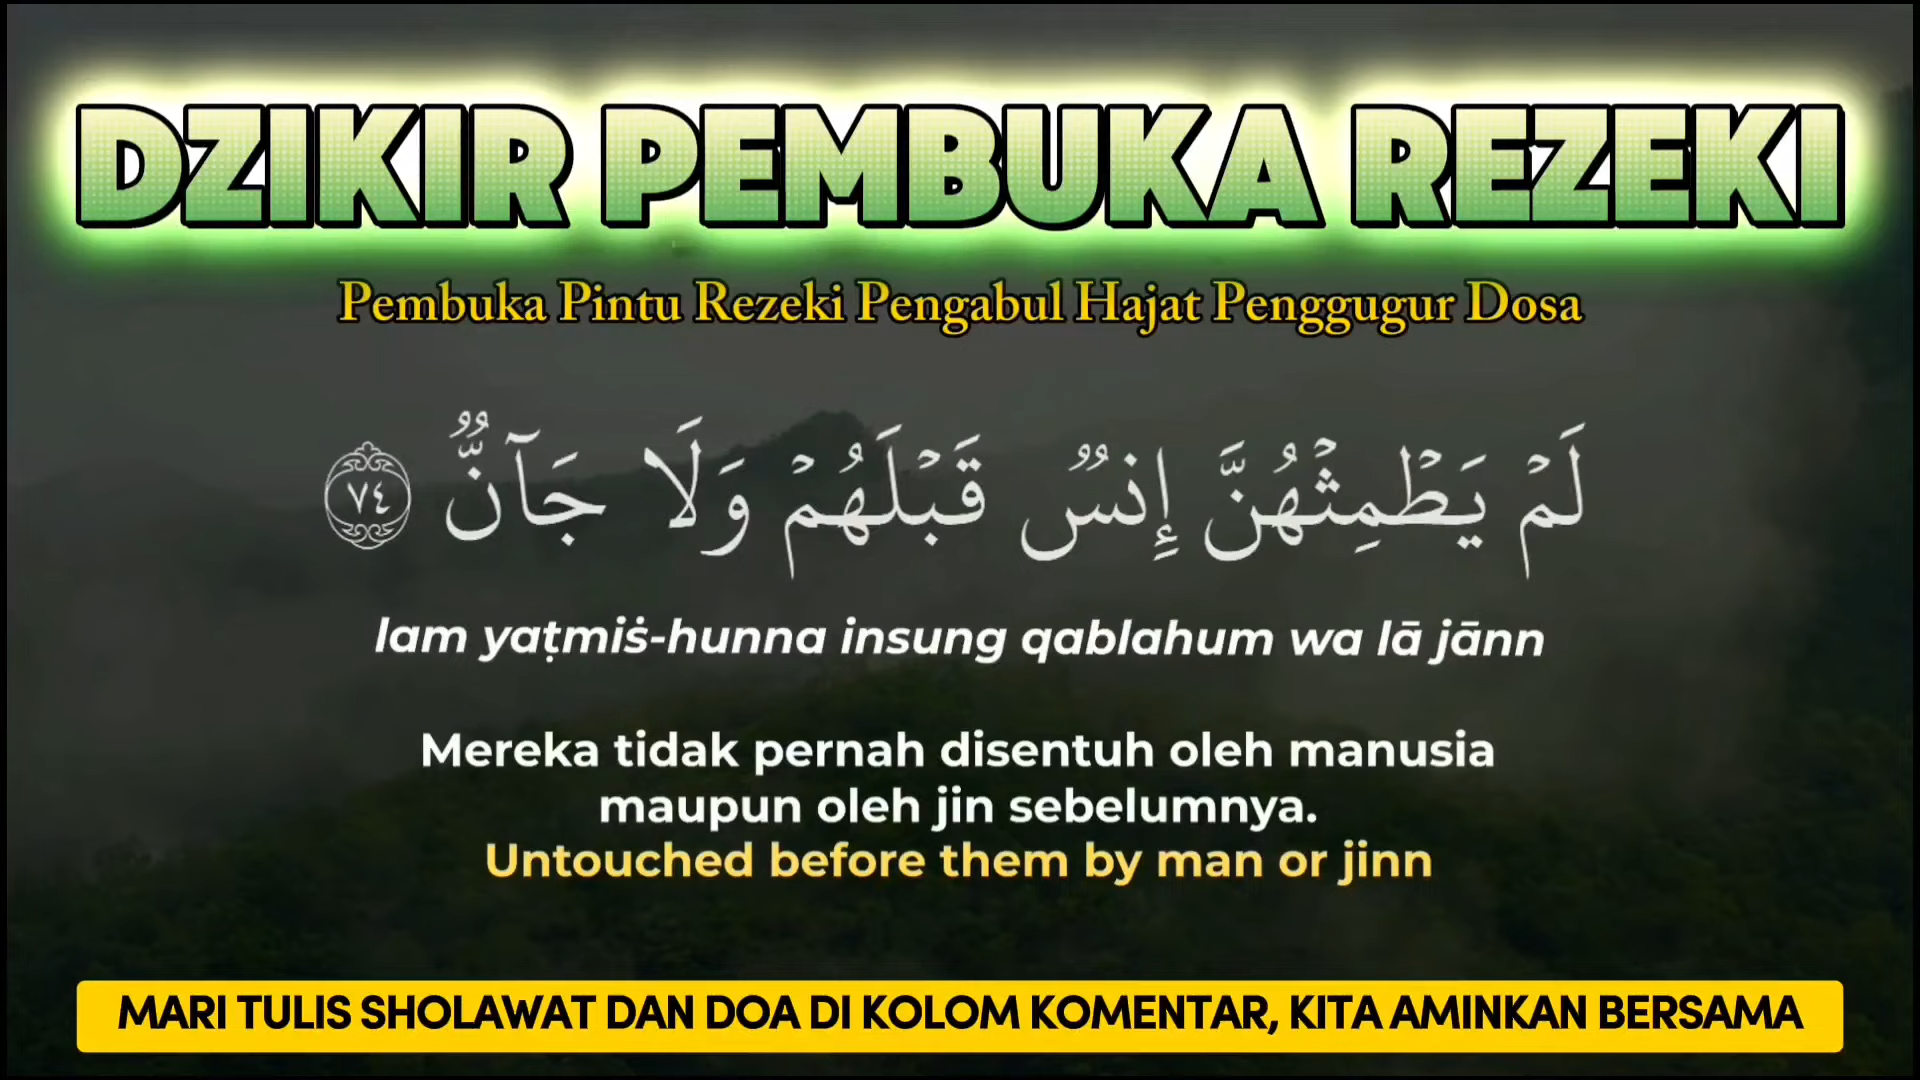 DZIKIR PEMBUKA REZEKI
Pembuka Pintu Rezeki Pengabul Hajat Penggugur Dosa
لَمْ يَطْمِثْهُنَّ إِنسٌ قَبْلَهُمْ وَلَا جَآنٌّ ٧٤
lam yaṭmiṡ-hunna insung qablahum wa lā jānn
Mereka tidak pernah disentuh oleh manusia
maupun oleh jin sebelumnya.
Untouched before them by man or jinn
MARI TULIS SHOLAWAT DAN DOA DI KOLOM KOMENTAR, KITA AMINKAN BERSAMA